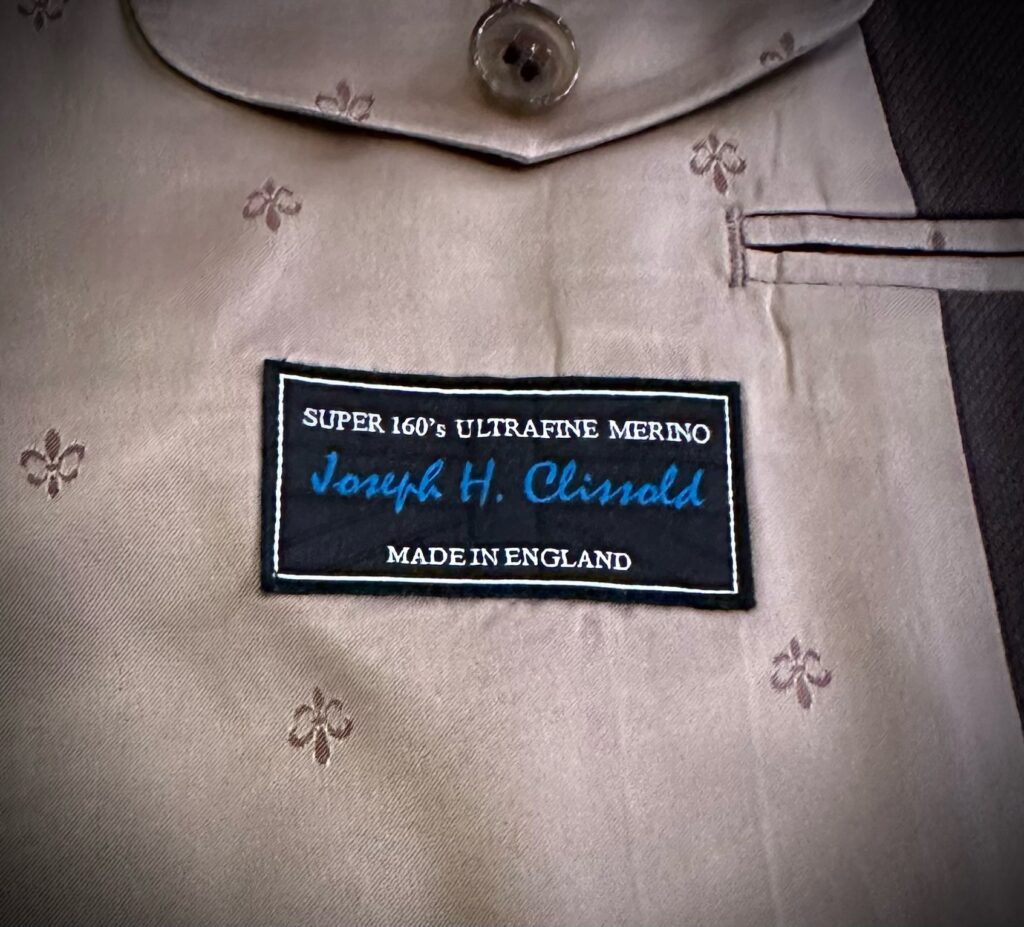 SUPER 160's ULTRAFINE MERINO
Joseph H. Clissold
MADE IN ENGLAND